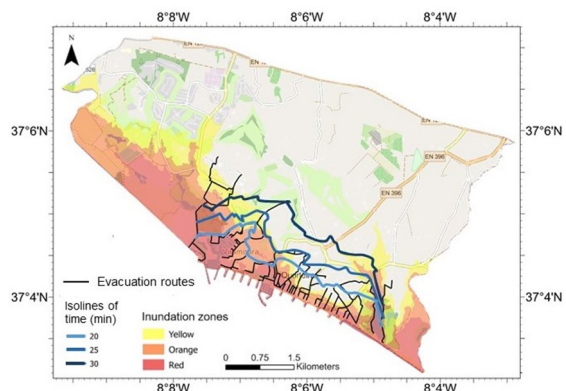 8°8'W 8°6'W 8°4'W
N
EN
EN
37°6'N 37°6'N
EN 396
EN 396
37°4'N 37°4'N
Evacuation routes
Isolines of
time (min)
20
25
30
Inundation zones
Yellow
Orange
Red
0 0.75 1.5
Kilometers
8°8'W 8°6'W 8°4'W